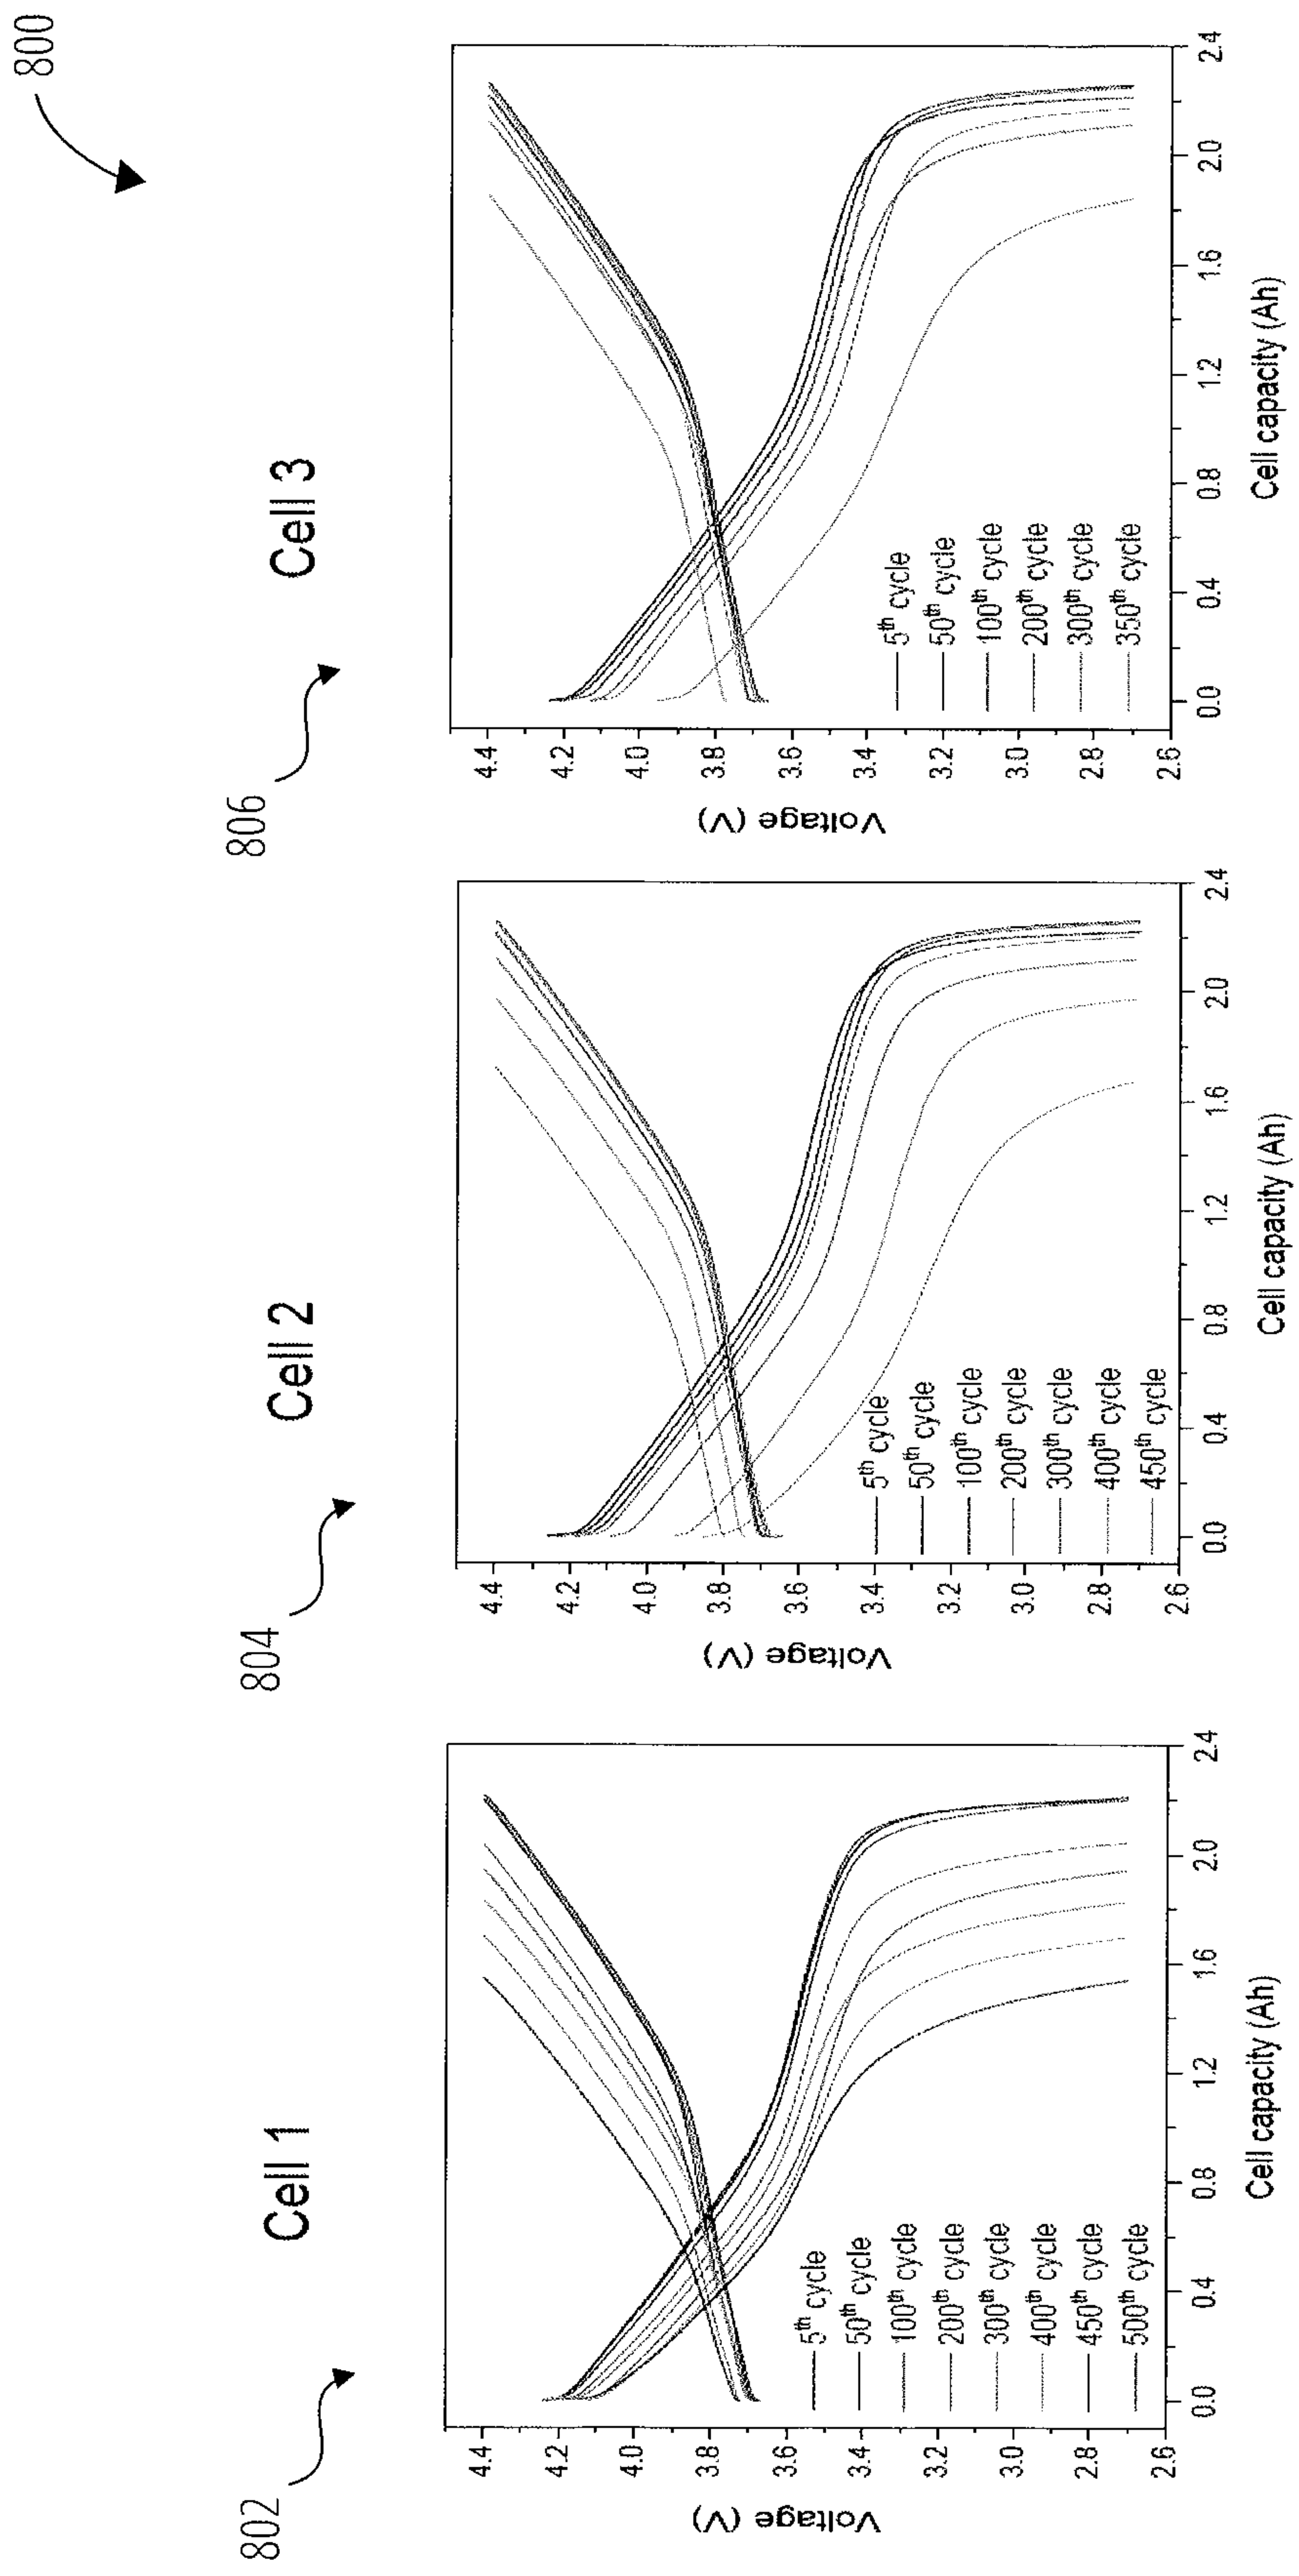 800
802
Cell 1
Voltage (V)
4.4
4.2
4.0
3.8
3.6
3.4
3.2
3.0
2.8
2.6
5th cycle
50th cycle
100th cycle
200th cycle
300th cycle
400th cycle
450th cycle
500th cycle
0.0
0.4
0.8
1.2
1.6
2.0
2.4
Cell capacity (Ah)
804
Cell 2
Voltage (V)
4.4
4.2
4.0
3.8
3.6
3.4
3.2
3.0
2.8
2.6
5th cycle
50th cycle
100th cycle
200th cycle
300th cycle
400th cycle
450th cycle
0.0
0.4
0.8
1.2
1.6
2.0
2.4
Cell capacity (Ah)
806
Cell 3
Voltage (V)
4.4
4.2
4.0
3.8
3.6
3.4
3.2
3.0
2.8
2.6
5th cycle
50th cycle
100th cycle
200th cycle
300th cycle
350th cycle
0.0
0.4
0.8
1.2
1.6
2.0
2.4
Cell capacity (Ah)